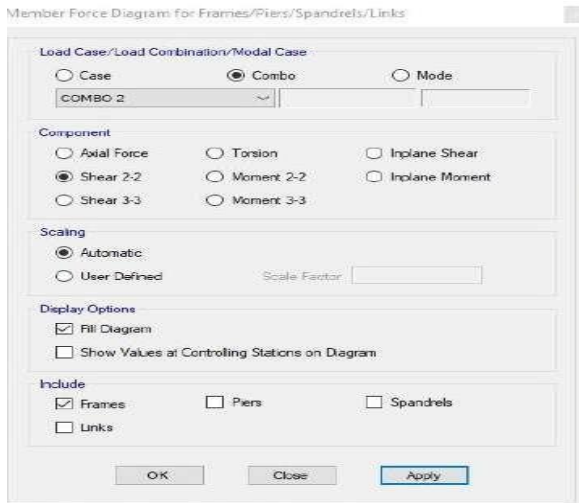 Member Force Diagram for Frames/Piers/Spandrels/Links
Load Case/Load Combination/Modal Case
Case Combo Mode
COMBO 2
Component
Axial Force Torsion Inplane Shear
Shear 2-2 Moment 2-2 Inplane Moment
Shear 3-3 Moment 3-3
Scaling
Automatic
User Defined Scale Factor
Display Options
Fill Diagram
Show Values at Controlling Stations on Diagram
Include
Frames Piers Spandrels
Links
OK Close Apply